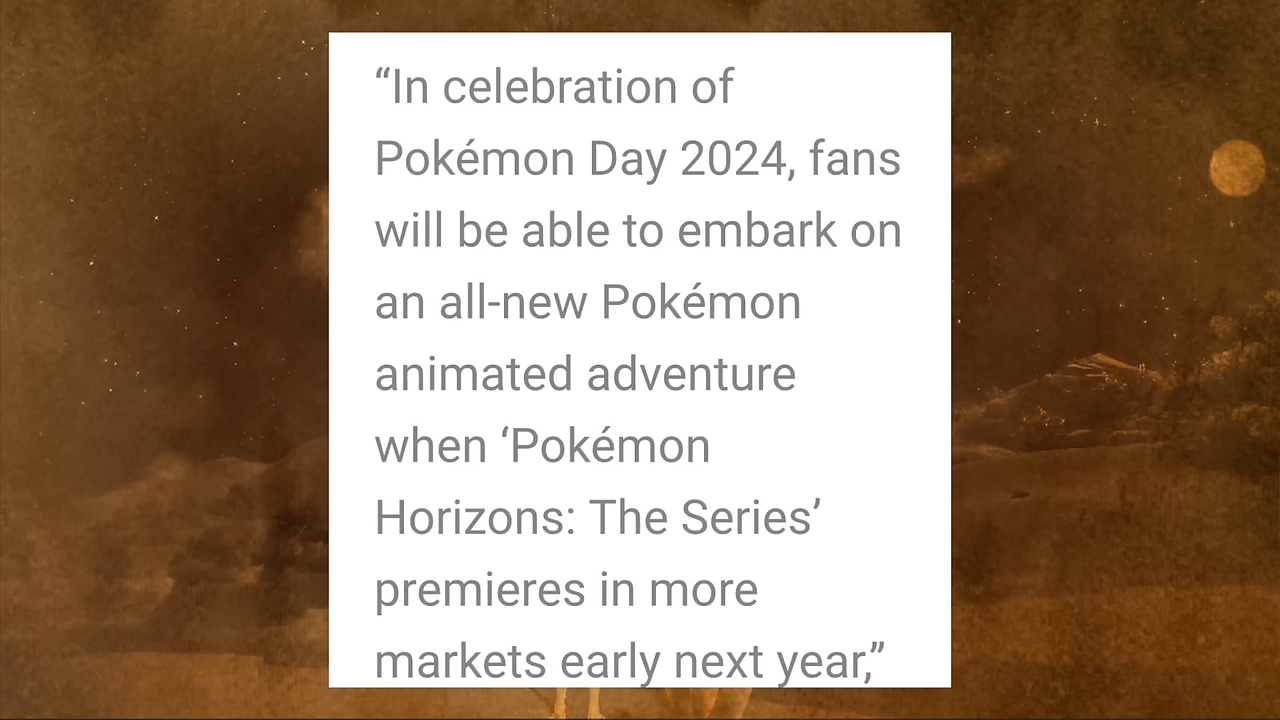 “In celebration of
Pokémon Day 2024, fans
will be able to embark on
an all-new Pokémon
animated adventure
when ‘Pokémon
Horizons: The Series’
premieres in more
markets early next year,”